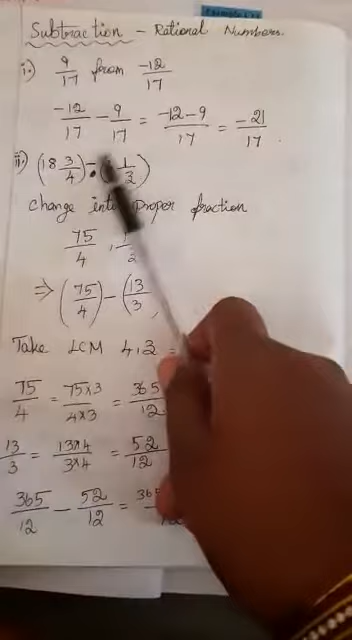 Subtraction - Rational Numbers.
i.) 9/17 from -12/17
-12/17 - 9/17 = -12-9/17 = -21/17.
ii.) (18 3/4) - ( 1/3)
Change into proper fraction
75/4 ,
⇒ (75/4) - (13/3
Take LCM 4,3 =
75/4 = 75×3/4×3 = 365/12
13/3 = 13×4/3×4 = 52/12
365/12 - 52/12 =